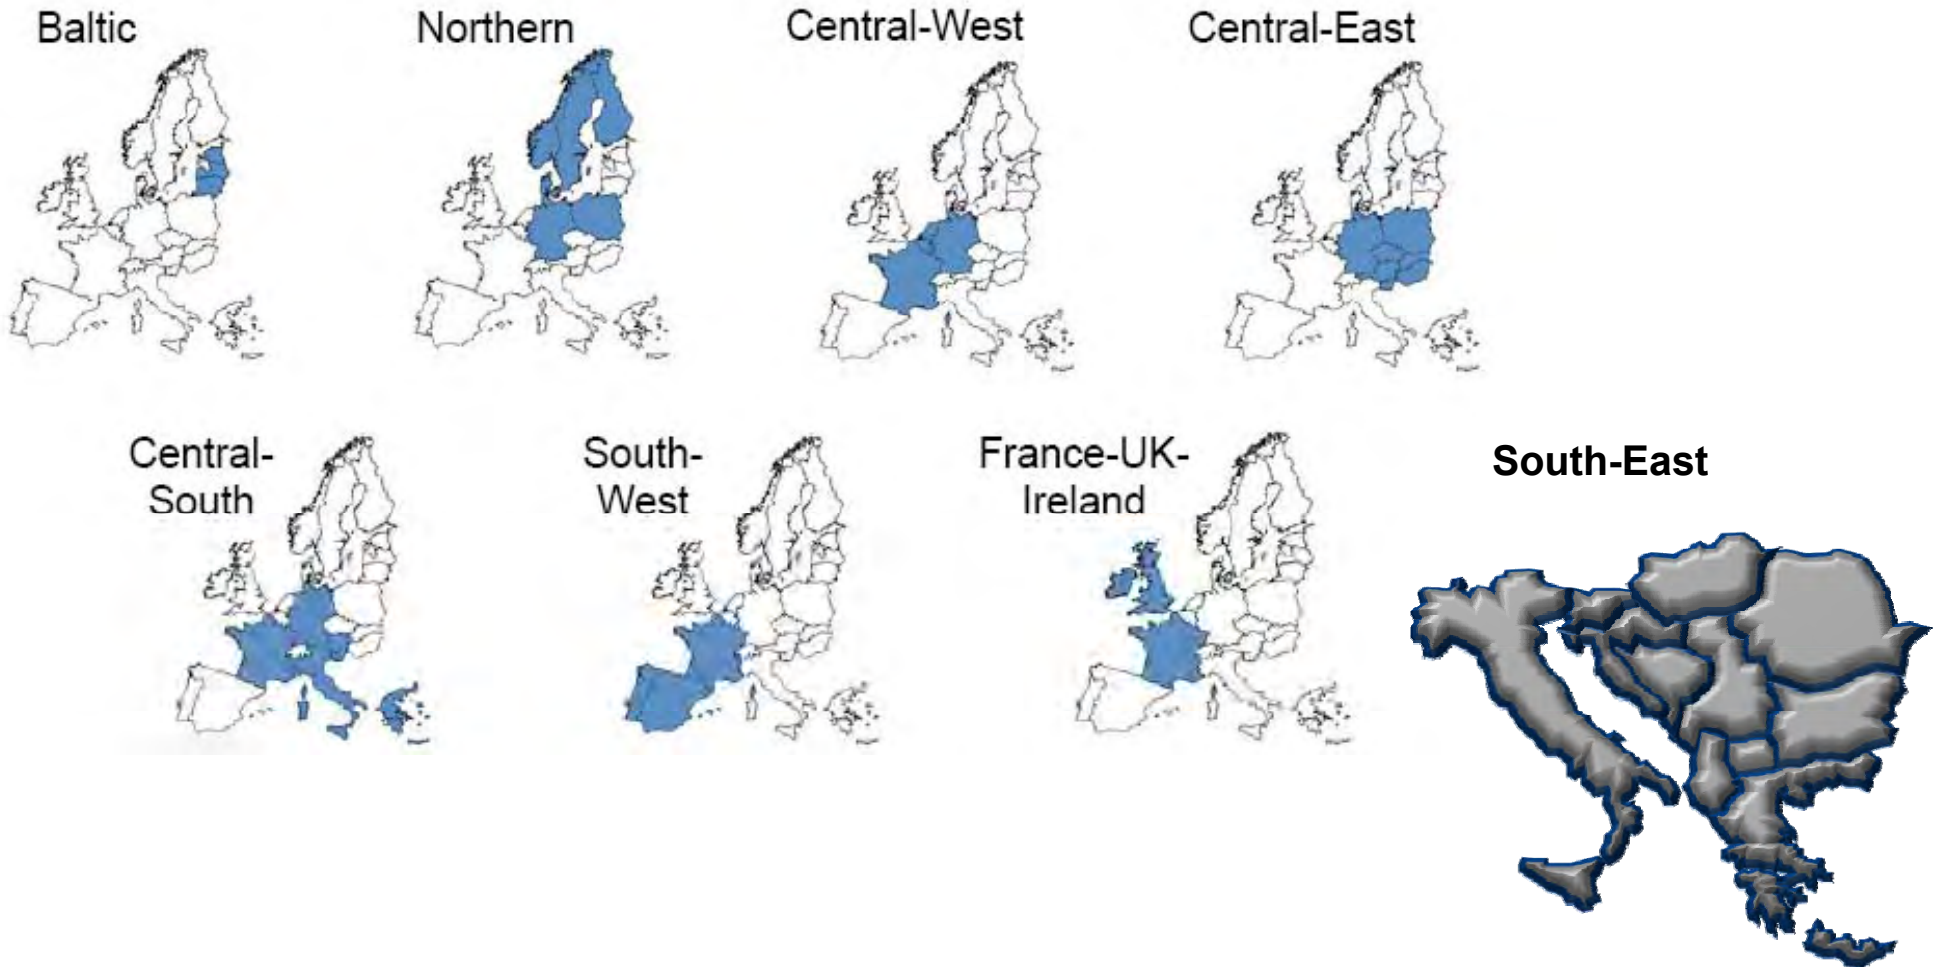 Baltic
Northern
Central-West
Central-East
Central-
South
South-
West
France-UK-
Ireland
South-East